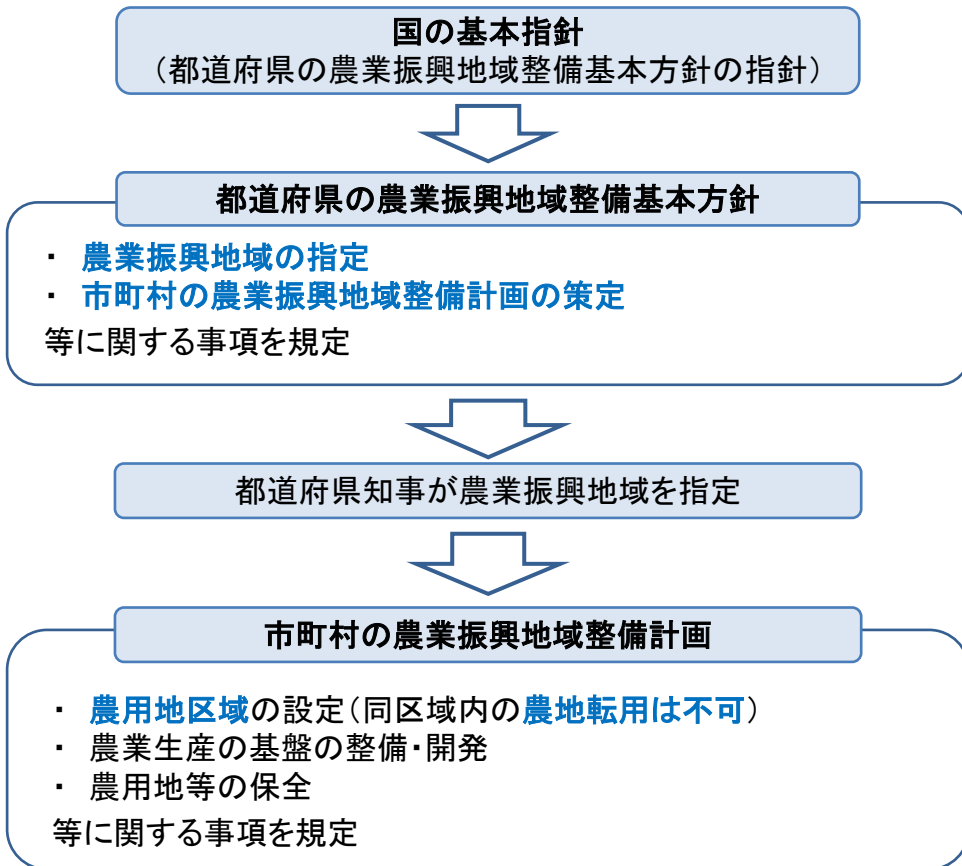 国の基本指針
（都道府県の農業振興地域整備基本方針の指針）
都道府県の農業振興地域整備基本方針
・ 農業振興地域の指定
・ 市町村の農業振興地域整備計画の策定
等に関する事項を規定
都道府県知事が農業振興地域を指定
市町村の農業振興地域整備計画
・ 農用地区域の設定（同区域内の農地転用は不可）
・ 農業生産の基盤の整備・開発
・ 農用地等の保全
等に関する事項を規定